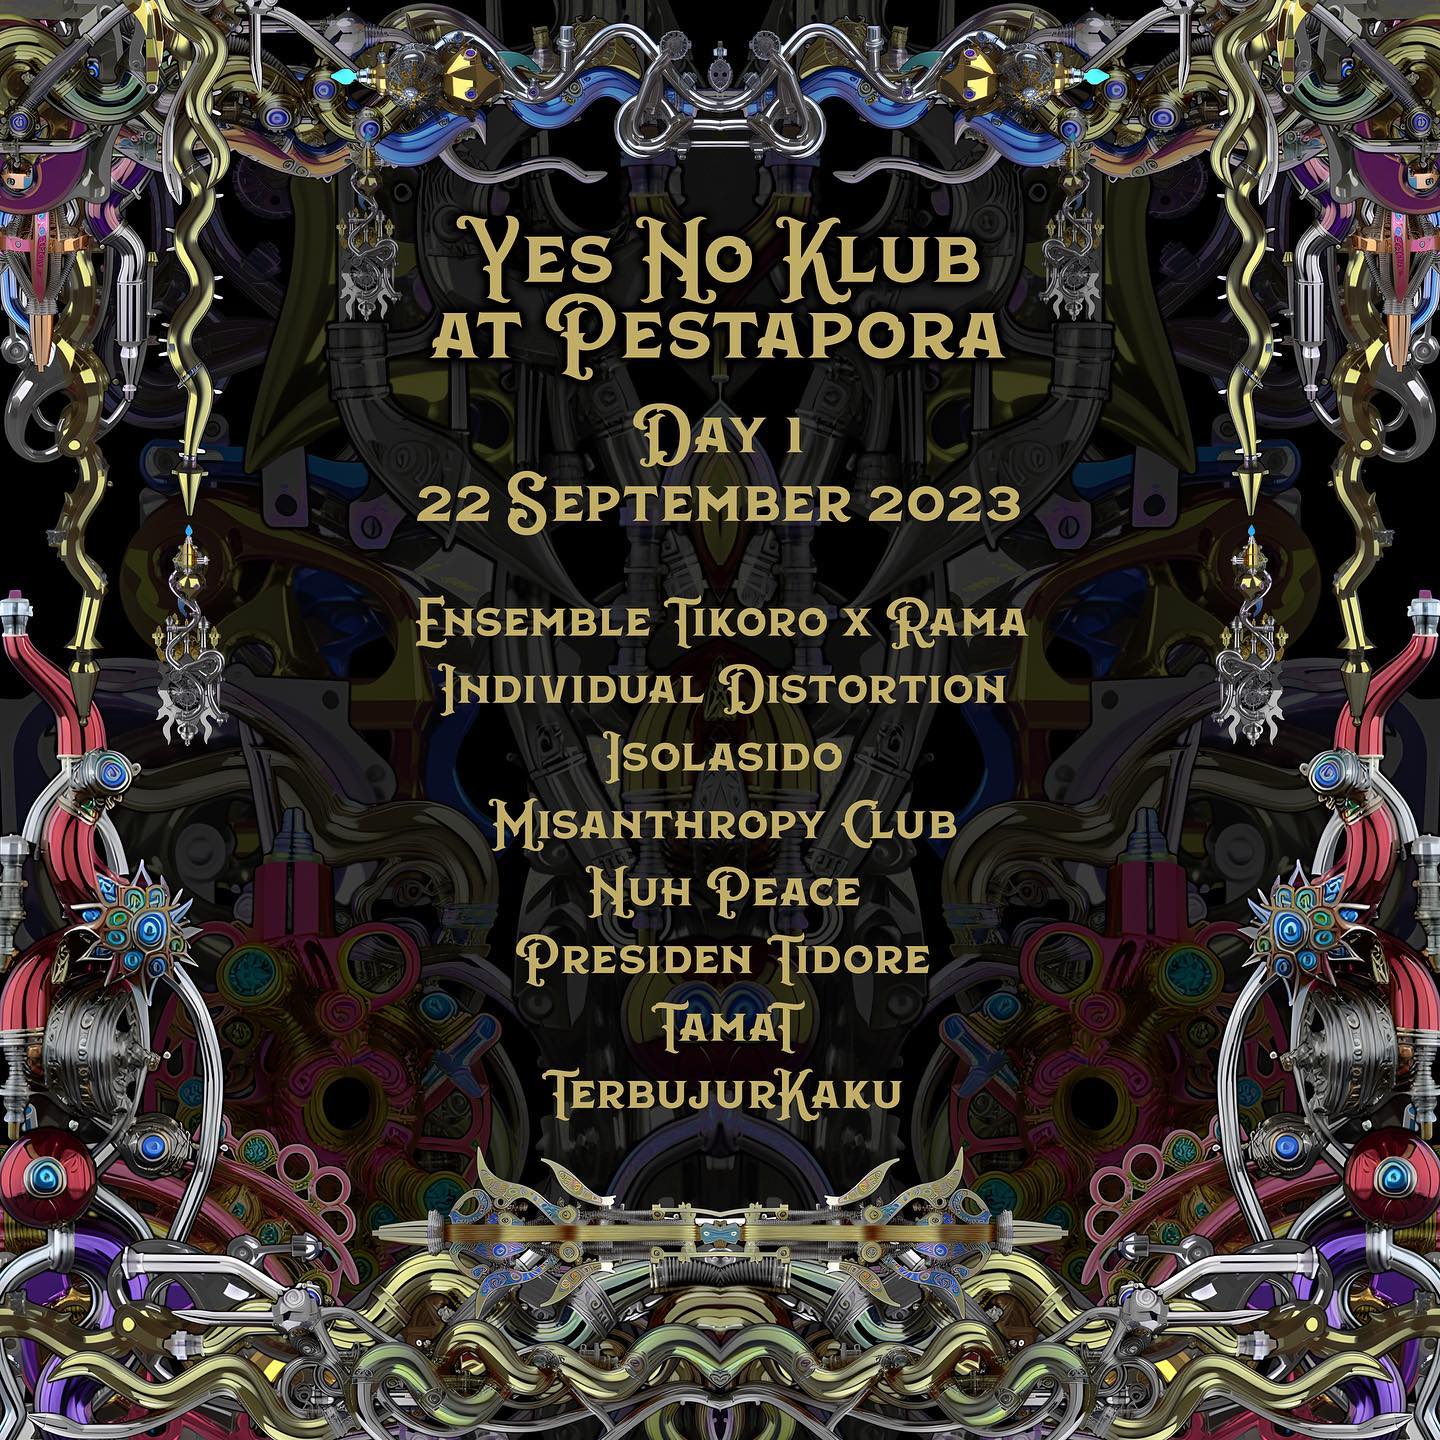 Yes No Klub
at Pestapora
Day 1
22 September 2023
Ensemble Tikoro x Rama
Individual Distortion
Isolasido
Misanthropy Club
Nuh Peace
Presiden Tidore
TamaT
TerbujurKaku